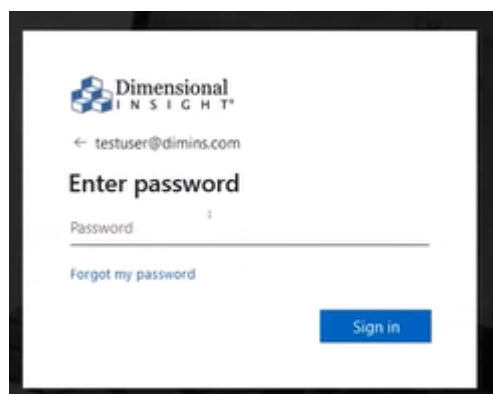 Dimensional
INSIGHT®
← testuser@dimins.com
Enter password
Password
Forgot my password
Sign in